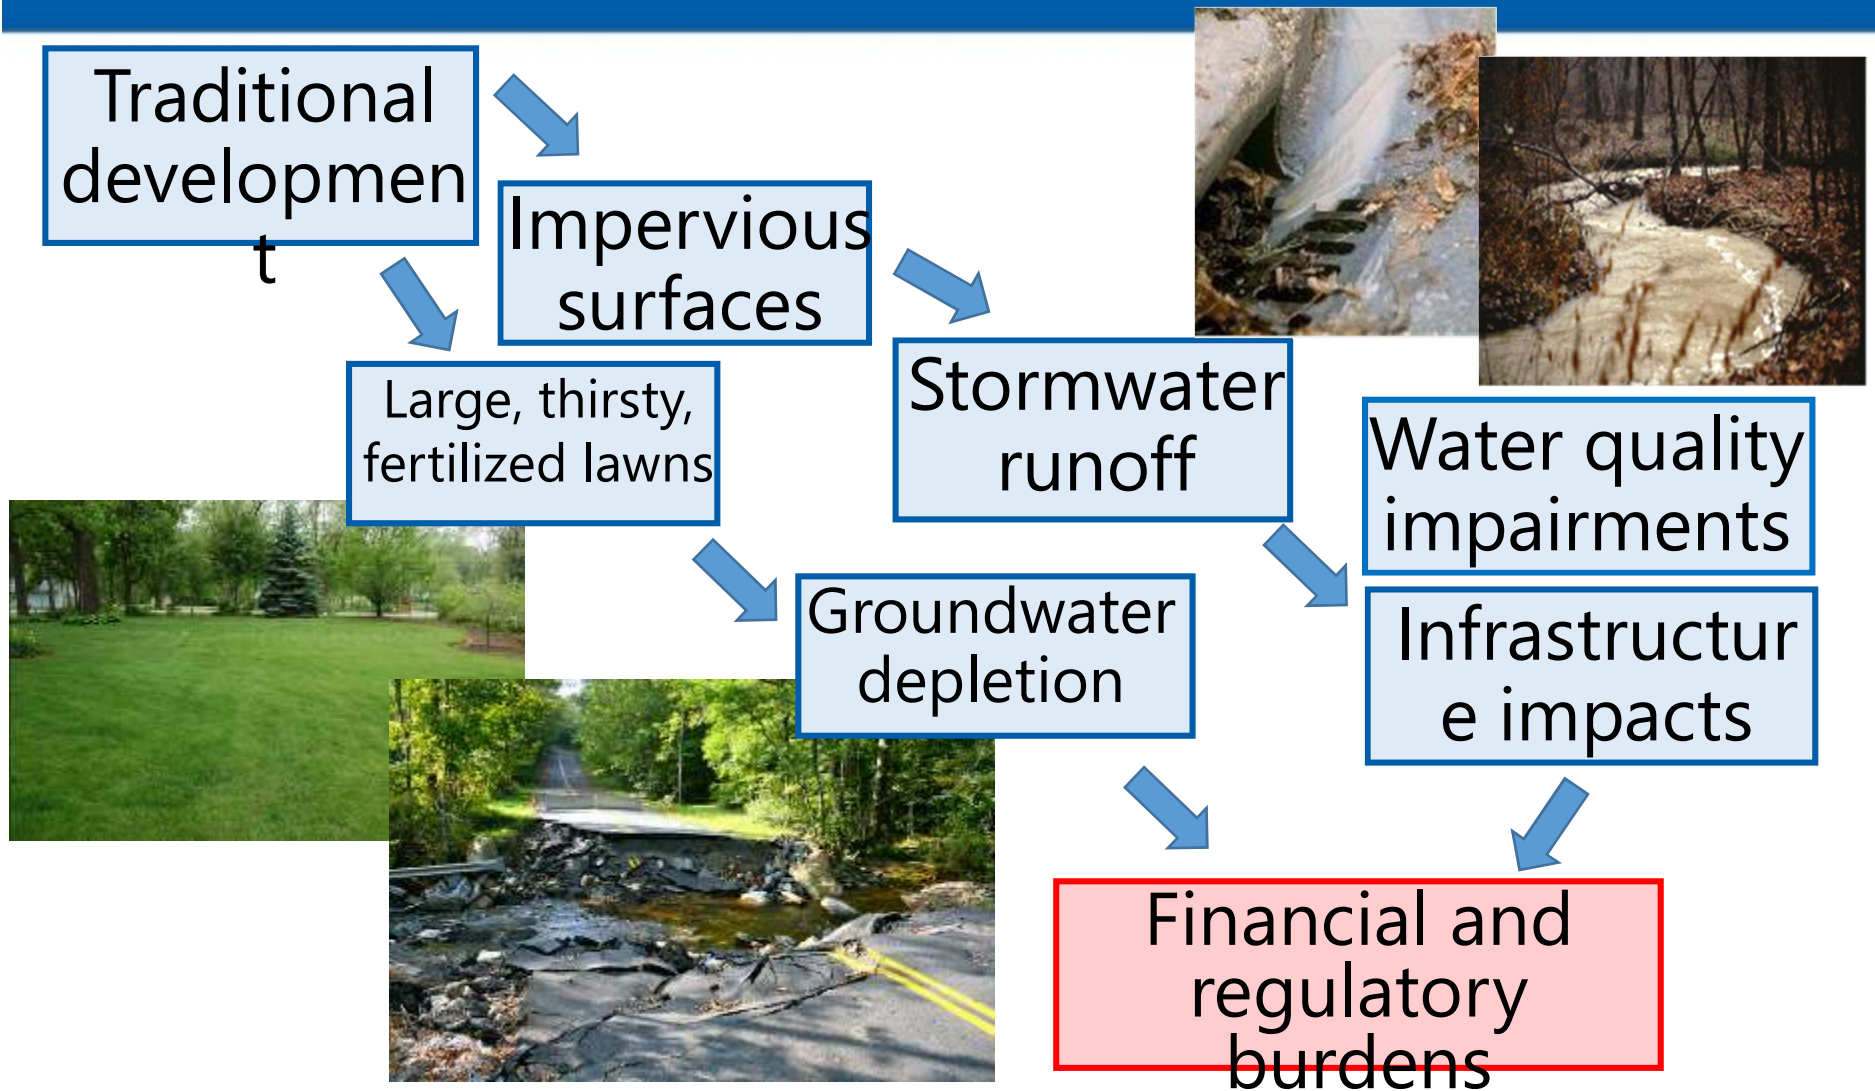 Traditional
developmen
t
Impervious
surfaces
Large, thirsty,
fertilized lawns
Stormwater
runoff
Water quality
impairments
Groundwater
depletion
Infrastructur
e impacts
Financial and
regulatory
burdens